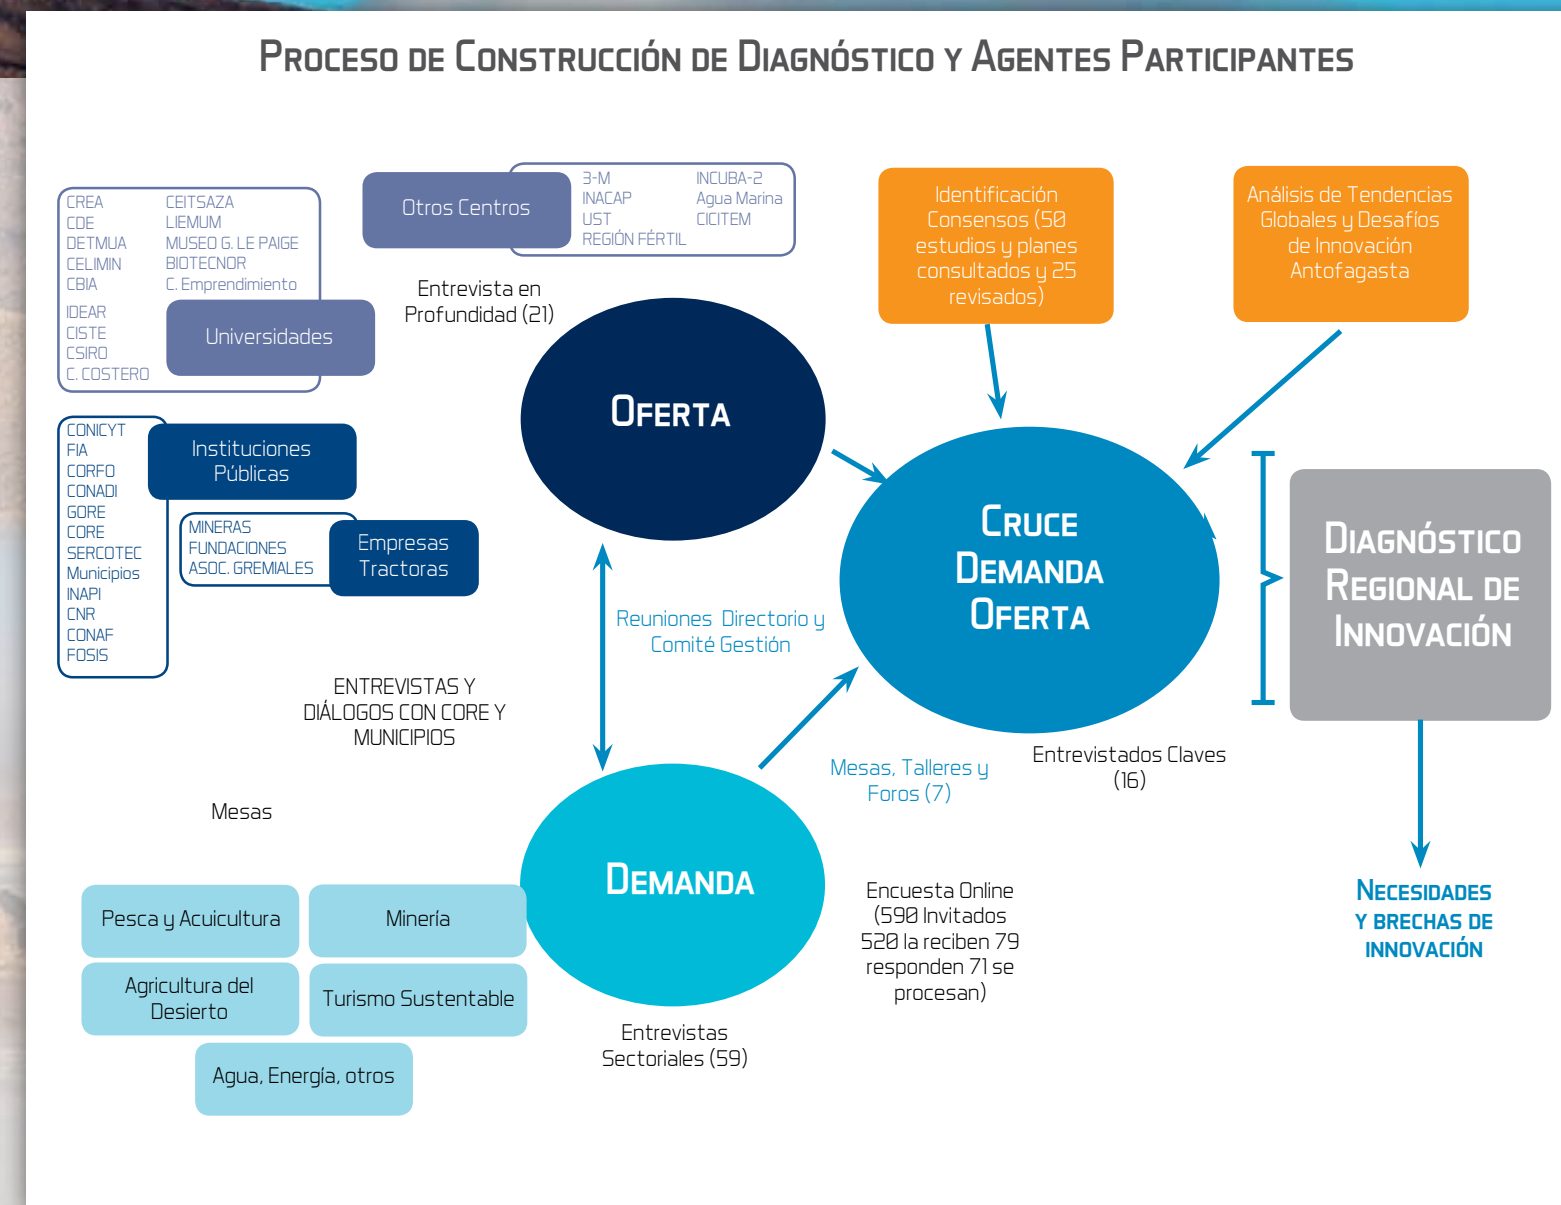 Proceso de Construcción de Diagnóstico y Agentes Participantes
CREA
CDE
DETMUA
CELIMIN
CBIA
IDEAR
CISTE
CSIRO
C. COSTERO
CEITSAZA
LIEMUM
MUSEO G. LE PAIGE
BIOTECNOR
C. Emprendimiento
Universidades
Otros Centros
3-M
INACAP
UST
REGIÓN FÉRTIL
INCUBA-2
Agua Marina
CICITEM
Entrevista en
Profundidad (21)
Identificación
Consensos (50
estudios y planes
consultados y 25
revisados)
Análisis de Tendencias
Globales y Desafíos
de Innovación
Antofagasta
Oferta
CONICYT
FIA
CORFO
CONADI
GORE
CORE
SERCOTEC
Municipios
INAPI
CNR
CONAF
FOSIS
Instituciones
Públicas
MINERAS
FUNDACIONES
ASOC. GREMIALES
Empresas
Tractoras
Cruce
Demanda
Oferta
Diagnóstico
Regional de
Innovación
Reuniones Directorio y
Comité Gestión
ENTREVISTAS Y
DIÁLOGOS CON CORE Y
MUNICIPIOS
Mesas
Mesas, Talleres y
Foros (7)
Entrevistados Claves
(16)
Demanda
Pesca y Acuicultura
Minería
Agricultura del
Desierto
Turismo Sustentable
Agua, Energía, otros
Entrevistas
Sectoriales (59)
Encuesta Online
(590 Invitados
520 la reciben 79
responden 71 se
procesan)
Necesidades
y brechas de
innovación